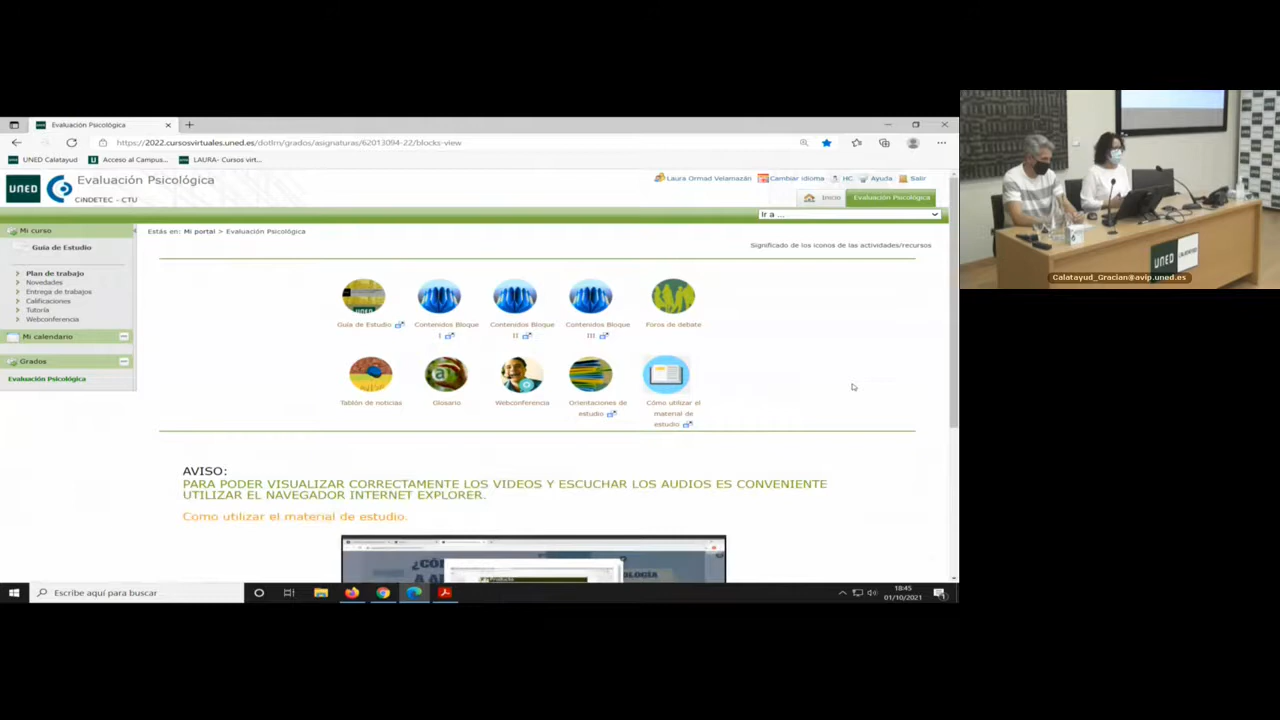 Evaluación Psicológica
https://2022.cursosvirtuales.uned.es/dotlrn/grados/asignaturas/62013094-22/blocks-view
UNED Calatayud
Acceso al Campus...
LAURA- Cursos virt...
UNED
Evaluación Psicológica
CiNDETEC - CTU
Laura Ormad Velamazán
Cambiar idioma
HC
Ayuda
Salir
Inicio
Evaluación Psicológica
Ir a ...
Mi curso
Guía de Estudio
Plan de trabajo
Novedades
Entrega de trabajos
Calificaciones
Tutoría
Webconferencia
Mi calendario
Grados
Evaluación Psicológica
Estás en: Mi portal > Evaluación Psicológica
Significado de los iconos de las actividades/recursos
Guía de Estudio
Contenidos Bloque I
Contenidos Bloque II
Contenidos Bloque III
Foros de debate
Tablón de noticias
Glosario
Webconferencia
Orientaciones de estudio
Cómo utilizar el material de estudio
AVISO:
PARA PODER VISUALIZAR CORRECTAMENTE LOS VIDEOS Y ESCUCHAR LOS AUDIOS ES CONVENIENTE
UTILIZAR EL NAVEGADOR INTERNET EXPLORER.
Como utilizar el material de estudio.
Escribe aquí para buscar
18:45
01/10/2021
UNED
Calatayud_Gracian@avip.uned.es